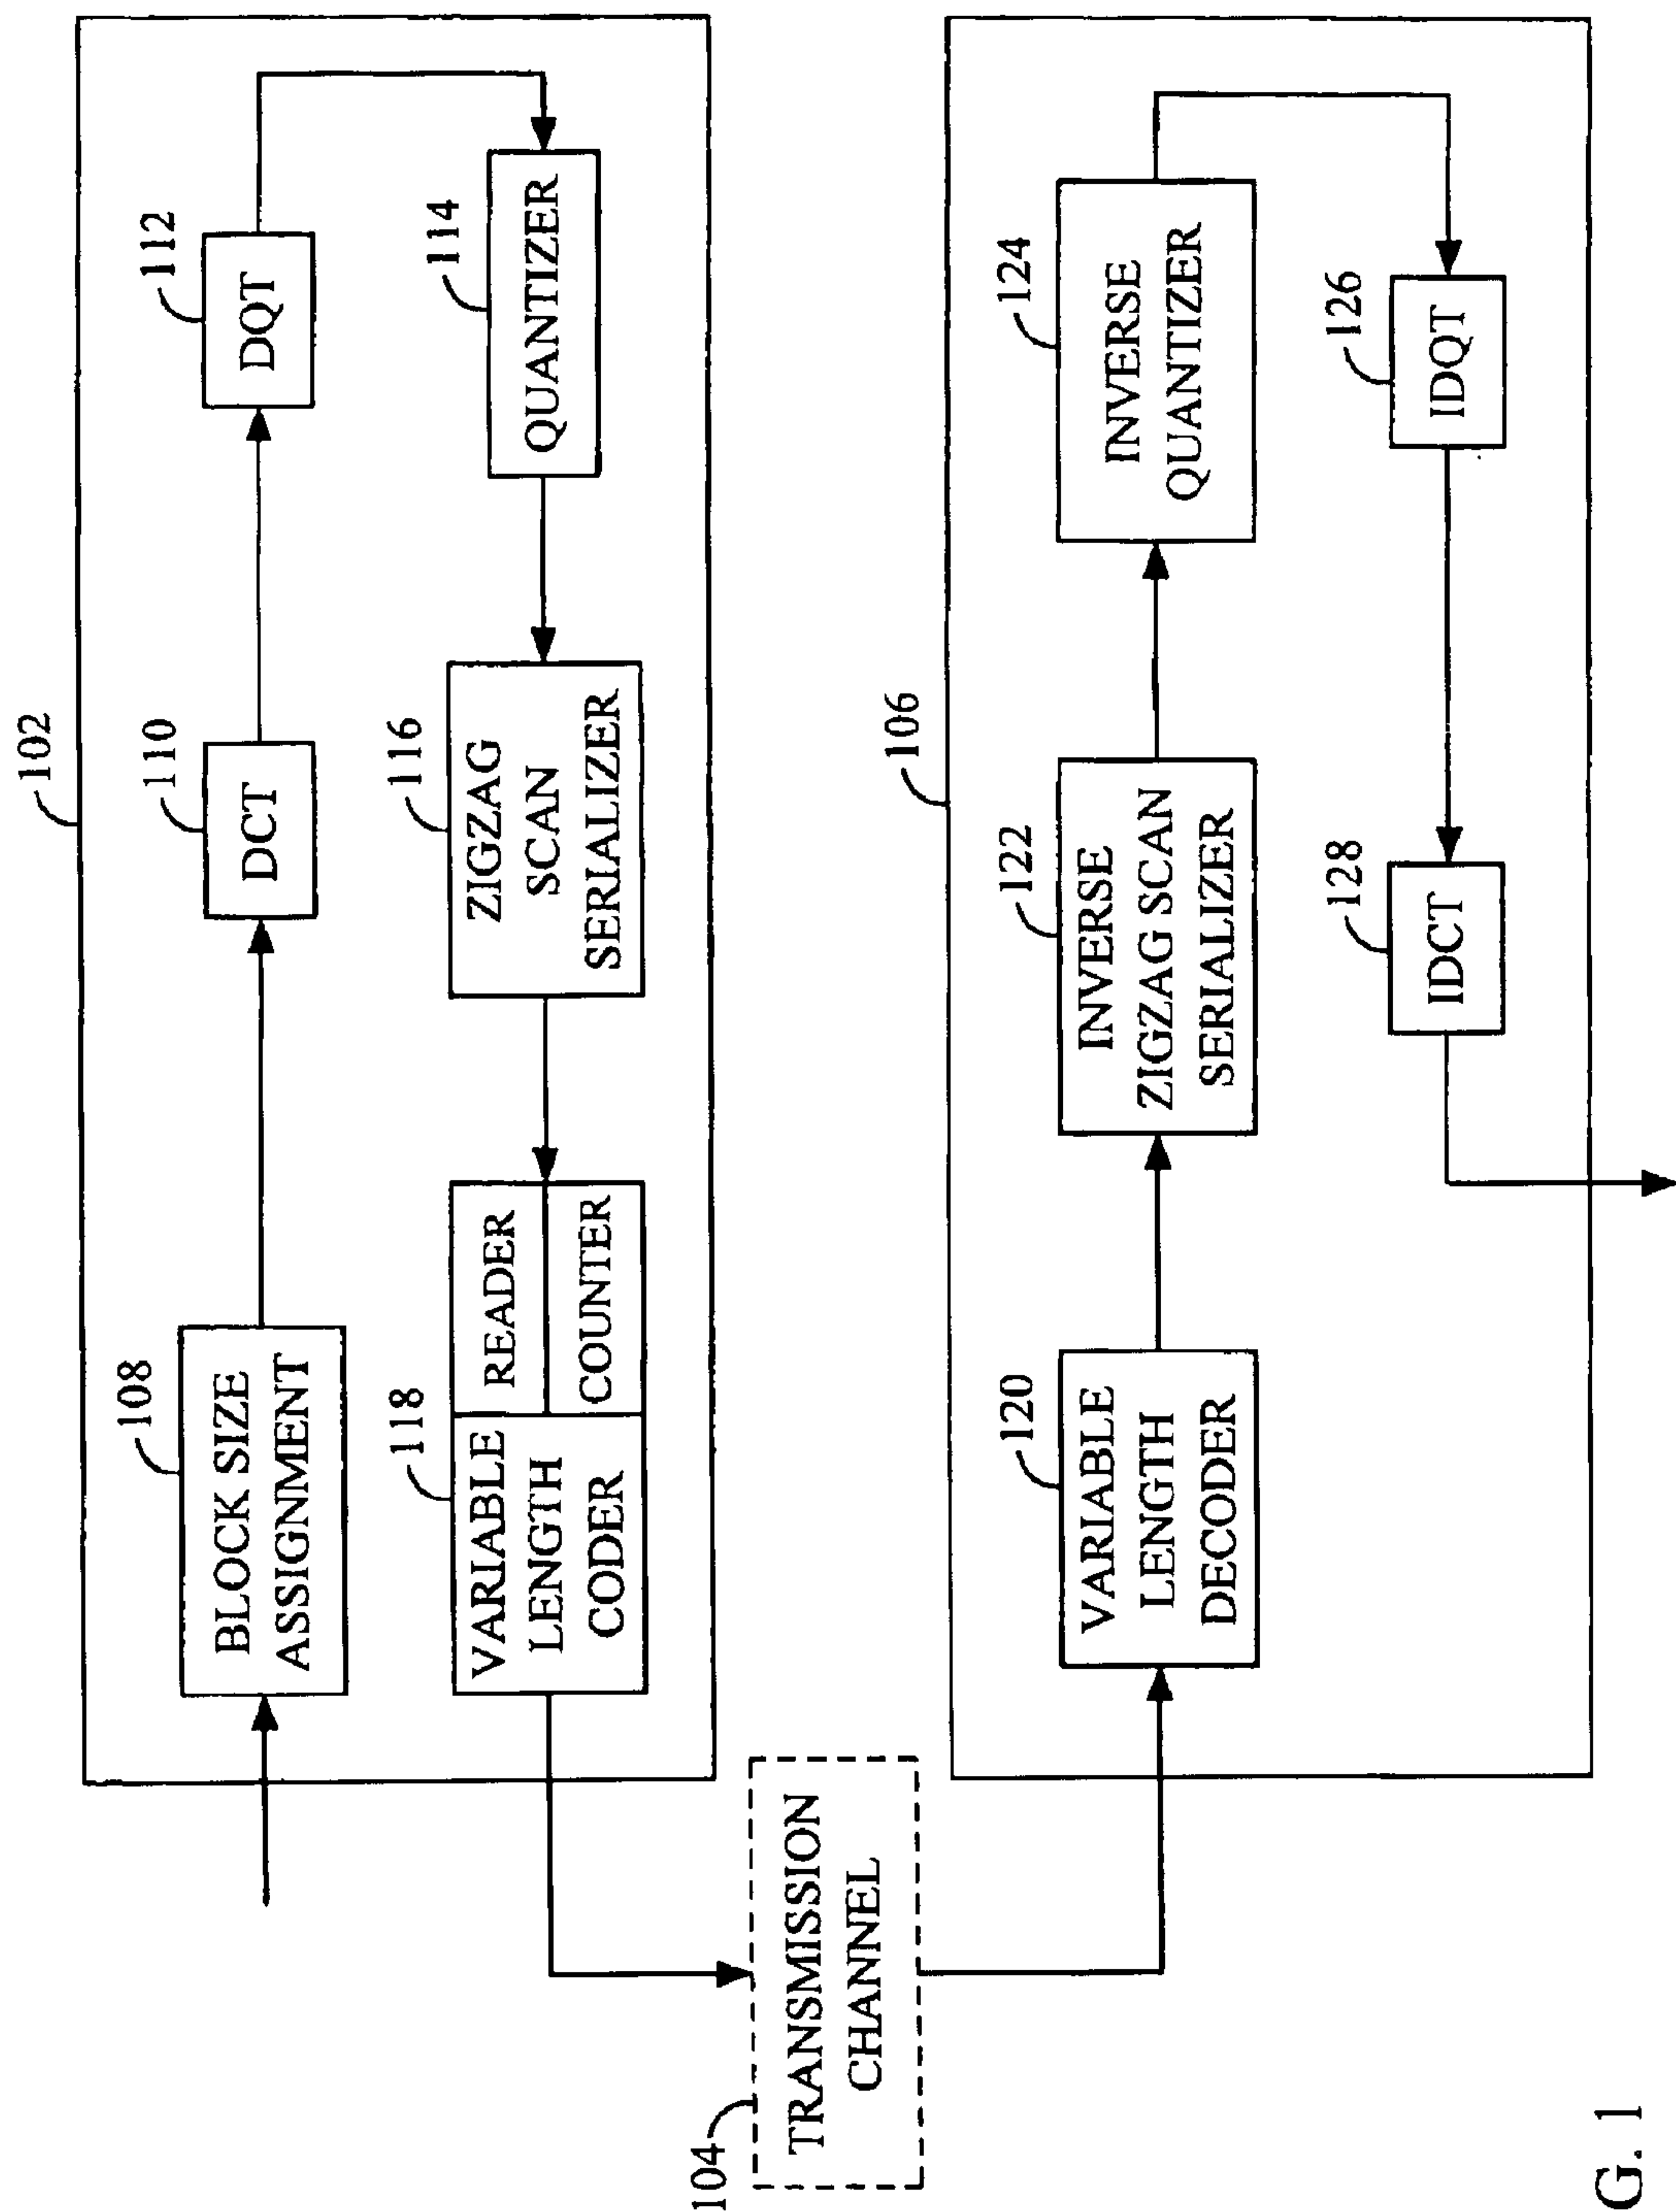 102
108
BLOCK SIZE
ASSIGNMENT
110
DCT
112
DQT
118
VARIABLE
LENGTH
CODER
READER
COUNTER
116
ZIGZAG
SCAN
SERIALIZER
114
QUANTIZER
104
TRANSMISSION
CHANNEL
106
120
VARIABLE
LENGTH
DECODER
122
INVERSE
ZIGZAG SCAN
SERIALIZER
124
INVERSE
QUANTIZER
128
IDCT
126
IDQT
G. 1